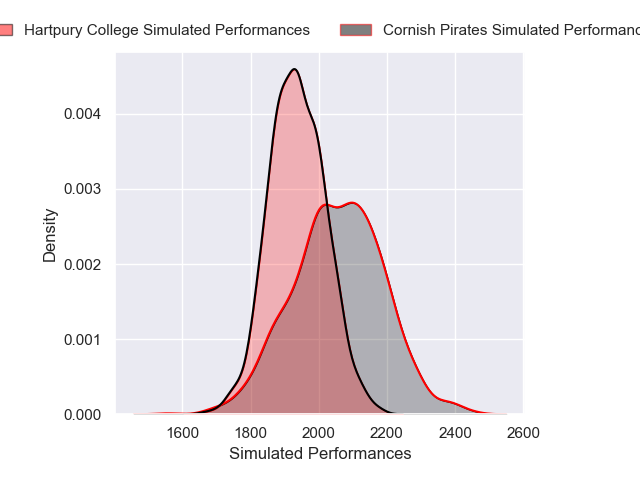 Hartpury College Simulated Performances
Cornish Pirates Simulated
0.004
0.003
0.002
0.001
0.000
Density
1600 1800 2000 2200 2400 2600
Simulated Performances